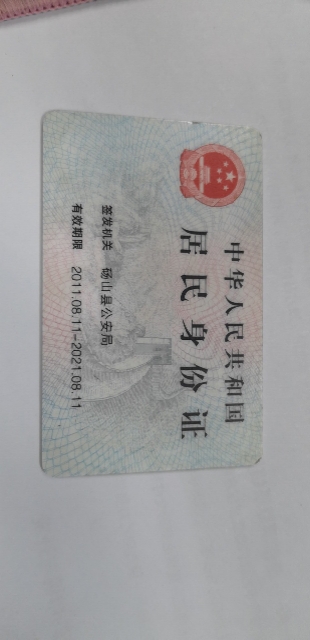 中华人民共和国
居民身份证
签发机关 砀山县公安局
有效期限 2011.08.11-2021.08.11